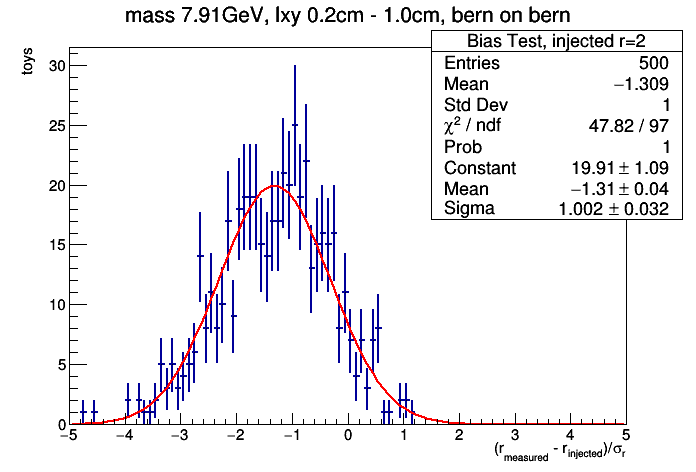 mass 7.91GeV, lxy 0.2cm - 1.0cm, bern on bern
Bias Test, injected r=2
Entries 500
Mean −1.309
Std Dev 1
χ² / ndf 47.82 / 97
Prob 1
Constant 19.91 ± 1.09
Mean −1.31 ± 0.04
Sigma 1.002 ± 0.032
toys
30
25
20
15
10
5
0
−5 −4 −3 −2 −1 0 1 2 3 4 5
(r_measured - r_injected)/σ_r